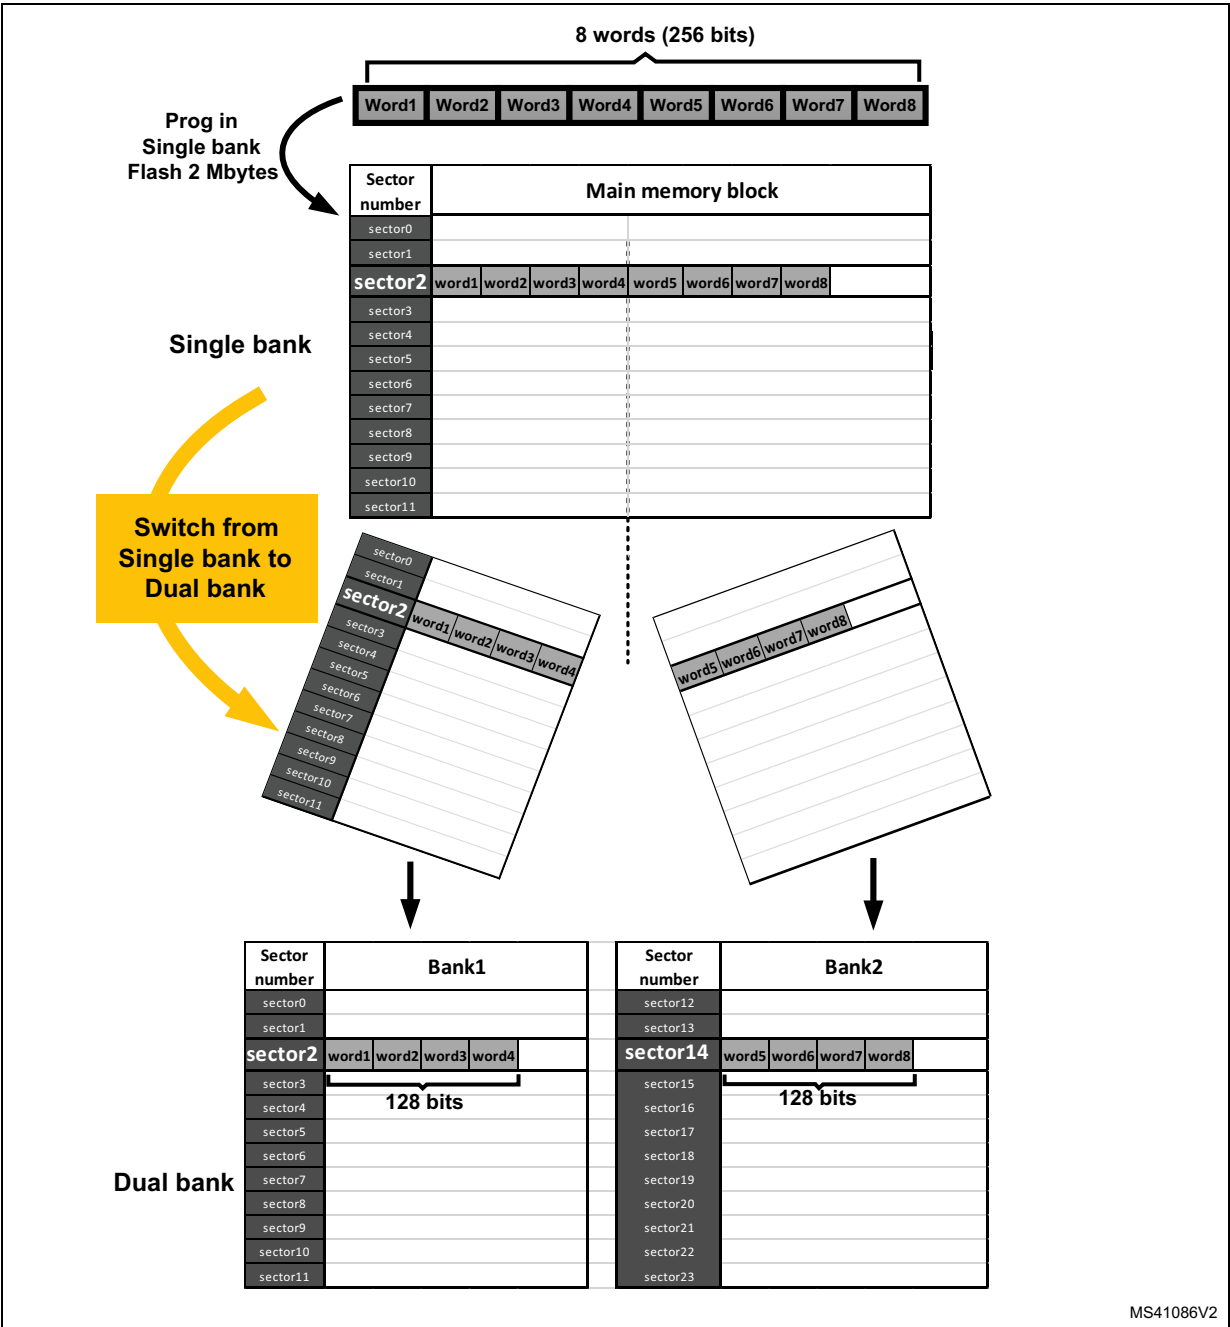 8 words (256 bits)
Word1 Word2 Word3 Word4 Word5 Word6 Word7 Word8
Prog in
Single bank
Flash 2 Mbytes
Sector
number
Main memory block
sector0
sector1
sector2 word1 word2 word3 word4 word5 word6 word7 word8
sector3
sector4
sector5
sector6
sector7
sector8
sector9
sector10
sector11
Single bank
Switch from
Single bank to
Dual bank
sector0
sector1
sector2 word1 word2 word3 word4
sector3
sector4
sector5
sector6
sector7
sector8
sector9
sector10
sector11
word5 word6 word7 word8
Sector
number
Bank1
sector0
sector1
sector2 word1 word2 word3 word4
sector3
128 bits
sector4
sector5
sector6
sector7
sector8
sector9
sector10
sector11
Sector
number
Bank2
sector12
sector13
sector14 word5 word6 word7 word8
sector15
128 bits
sector16
sector17
sector18
sector19
sector20
sector21
sector22
sector23
Dual bank
MS41086V2